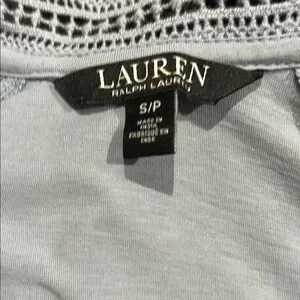 LAUREN
RALPH LAUREN
S/P
MADE IN
INDIA
FABRIQUÉ EN
INDE